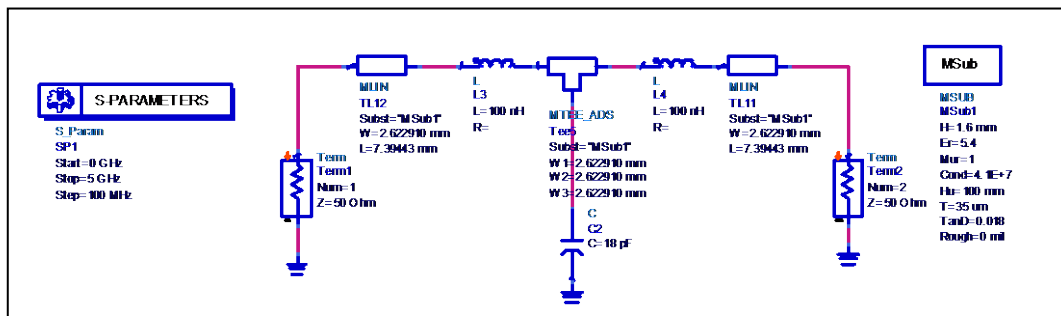 S-PARAMETERS
S_Param
SP1
Start=0 GHz
Stop=5 GHz
Step=100 MHz
Term
Term1
Num=1
Z=50 Ohm
MLIN
TL12
Subst="MSub1"
W=2.622910 mm
L=7.39443 mm
L
L3
L=100 nH
R=
MTEE_ADS
Tee5
Subst="MSub1"
W1=2.622910 mm
W2=2.622910 mm
W3=2.622910 mm
C
C2
C=18 pF
L
L4
L=100 nH
R=
MLIN
TL11
Subst="MSub1"
W=2.622910 mm
L=7.39443 mm
Term
Term2
Num=2
Z=50 Ohm
MSub
MSUB
MSub1
H=1.6 mm
Er=5.4
Mur=1
Cond=4.1E+7
Hu=100 mm
T=35 um
TanD=0.018
Rough=0 mil